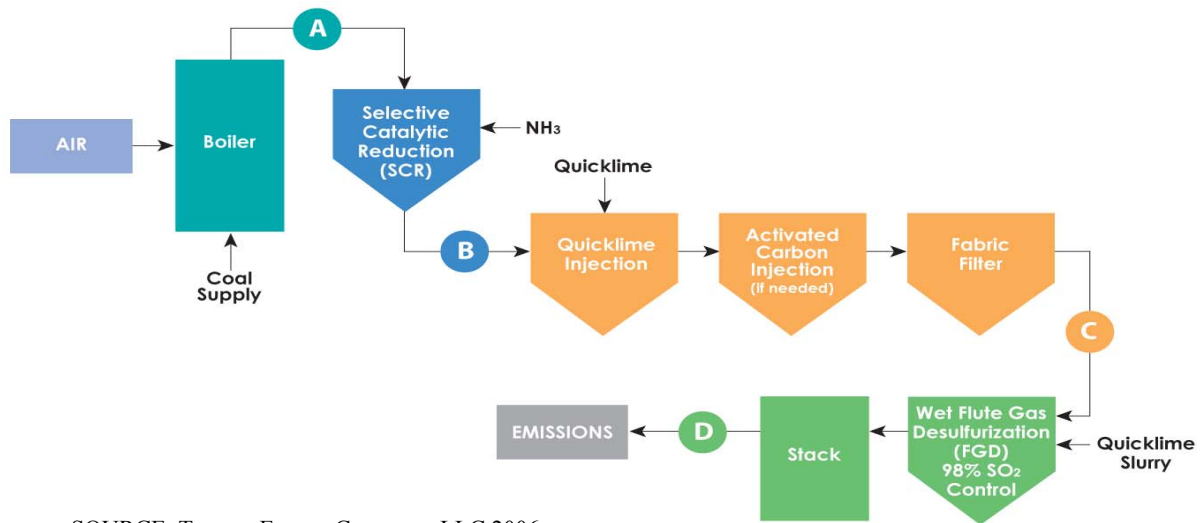 A
AIR
Boiler
Coal
Supply
Selective
Catalytic
Reduction
(SCR)
NH3
B
Quicklime
Quicklime
Injection
Activated
Carbon
Injection
(if needed)
Fabric
Filter
C
Wet Flute Gas
Desulfurization
(FGD)
98% SO2
Control
Quicklime
Slurry
Stack
D
EMISSIONS